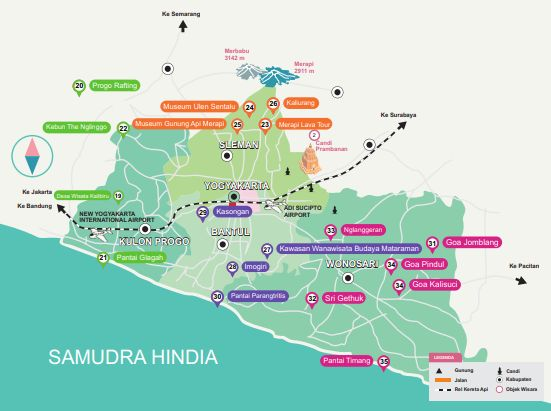 Ke Semarang
Merbabu
3142 m
Merapi
2911 m
20 Progo Rafting
Museum Ulen Sentalu 24
26 Kaliurang
Ke Surabaya
Kebun The Nglinggo 22
Museum Gunung Api Merapi 25
23 Merapi Lava Tour
2
Candi
Prambanan
SLEMAN
Ke Jakarta
Ke Bandung
Desa Wisata Kalibiru 19
YOGYAKARTA
NEW YOGYAKARTA
INTERNATIONAL AIRPORT
29 Kasongan
ADI SUCIPTO
AIRPORT
KULON PROGO
BANTUL
33 Nglanggeran
31 Goa Jomblang
27 Kawasan Wanawisata Budaya Mataraman
21 Pantai Glagah
28 Imogiri
WONOSARI
34 Goa Pindul
Ke Pacitan
34 Goa Kalisuci
30 Pantai Parangtritis
32 Sri Gethuk
SAMUDRA HINDIA
Pantai Timang 35
LEGENDA
Gunung
Candi
Jalan
Kabupaten
Rel Kereta Api
Objek Wisara